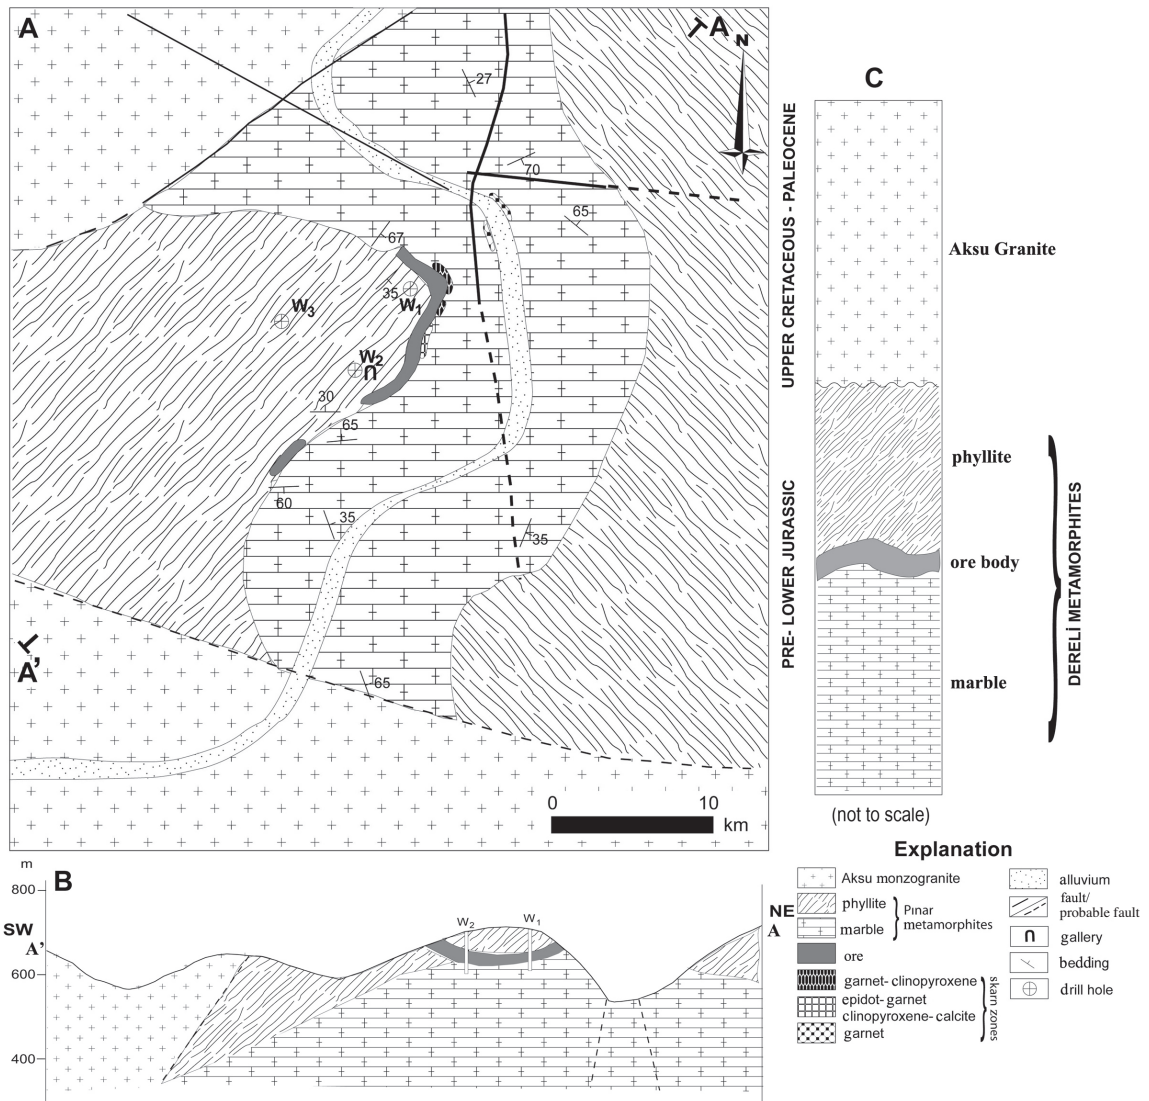 A
A
N
27
70
65
67
35
W1
W3
W2
30
65
60
35
35
A’
65
0 10
km
C
UPPER CRETACEOUS - PALEOCENE
PRE- LOWER JURASSIC
Aksu Granite
phyllite
ore body
marble
DERELİ METAMORPHITES
(not to scale)
Explanation
Aksu monzogranite
phyllite
marble
Pınar
metamorphites
ore
garnet- clinopyroxene
epidot-garnet
clinopyroxene- calcite
garnet
skarn zones
alluvium
fault/
probable fault
gallery
bedding
drill hole
B
m
800
SW
A’
600
400
W2
W1
NE
A